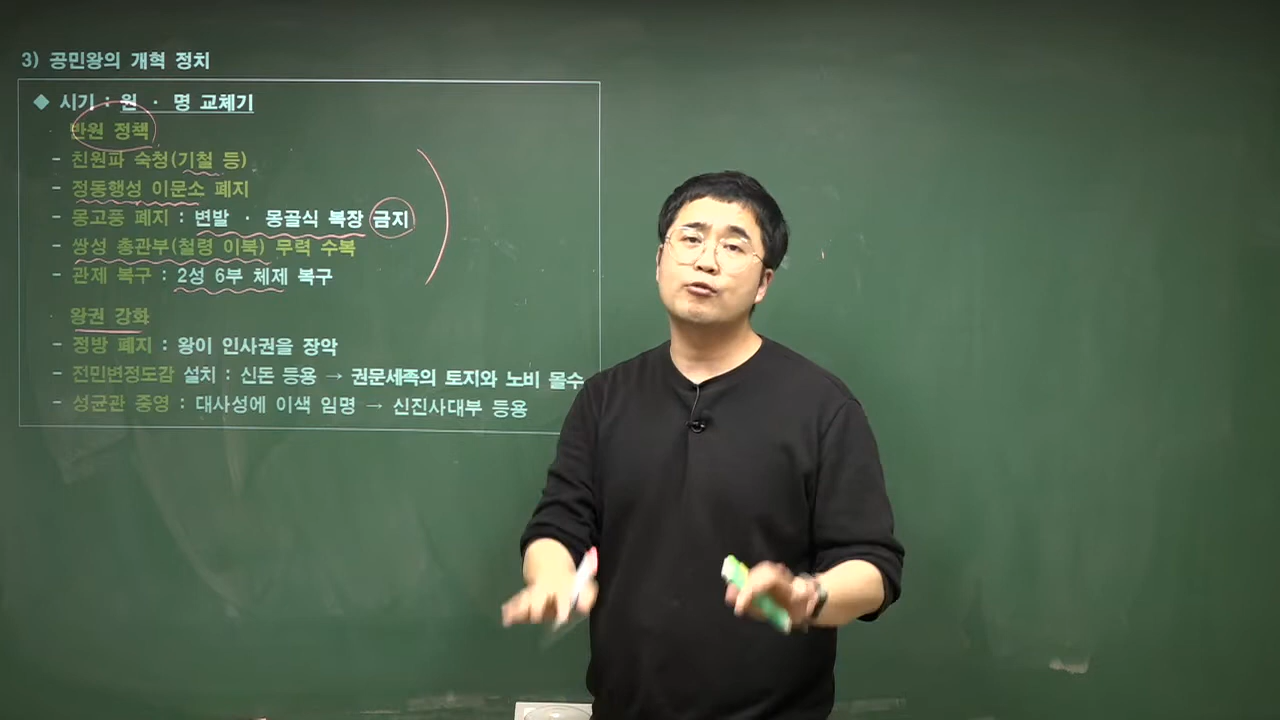 3) 공민왕의 개혁 정치
◆ 시기 : 원 · 명 교체기
· 반원 정책
- 친원파 숙청(기철 등)
- 정동행성 이문소 폐지
- 몽고풍 폐지 : 변발 · 몽골식 복장 금지
- 쌍성 총관부(철령 이북) 무력 수복
- 관제 복구 : 2성 6부 체제 복구
· 왕권 강화
- 정방 폐지 : 왕이 인사권을 장악
- 전민변정도감 설치 : 신돈 등용 → 권문세족의 토지와 노비 몰수
- 성균관 중영 : 대사성에 이색 임명 → 신진사대부 등용